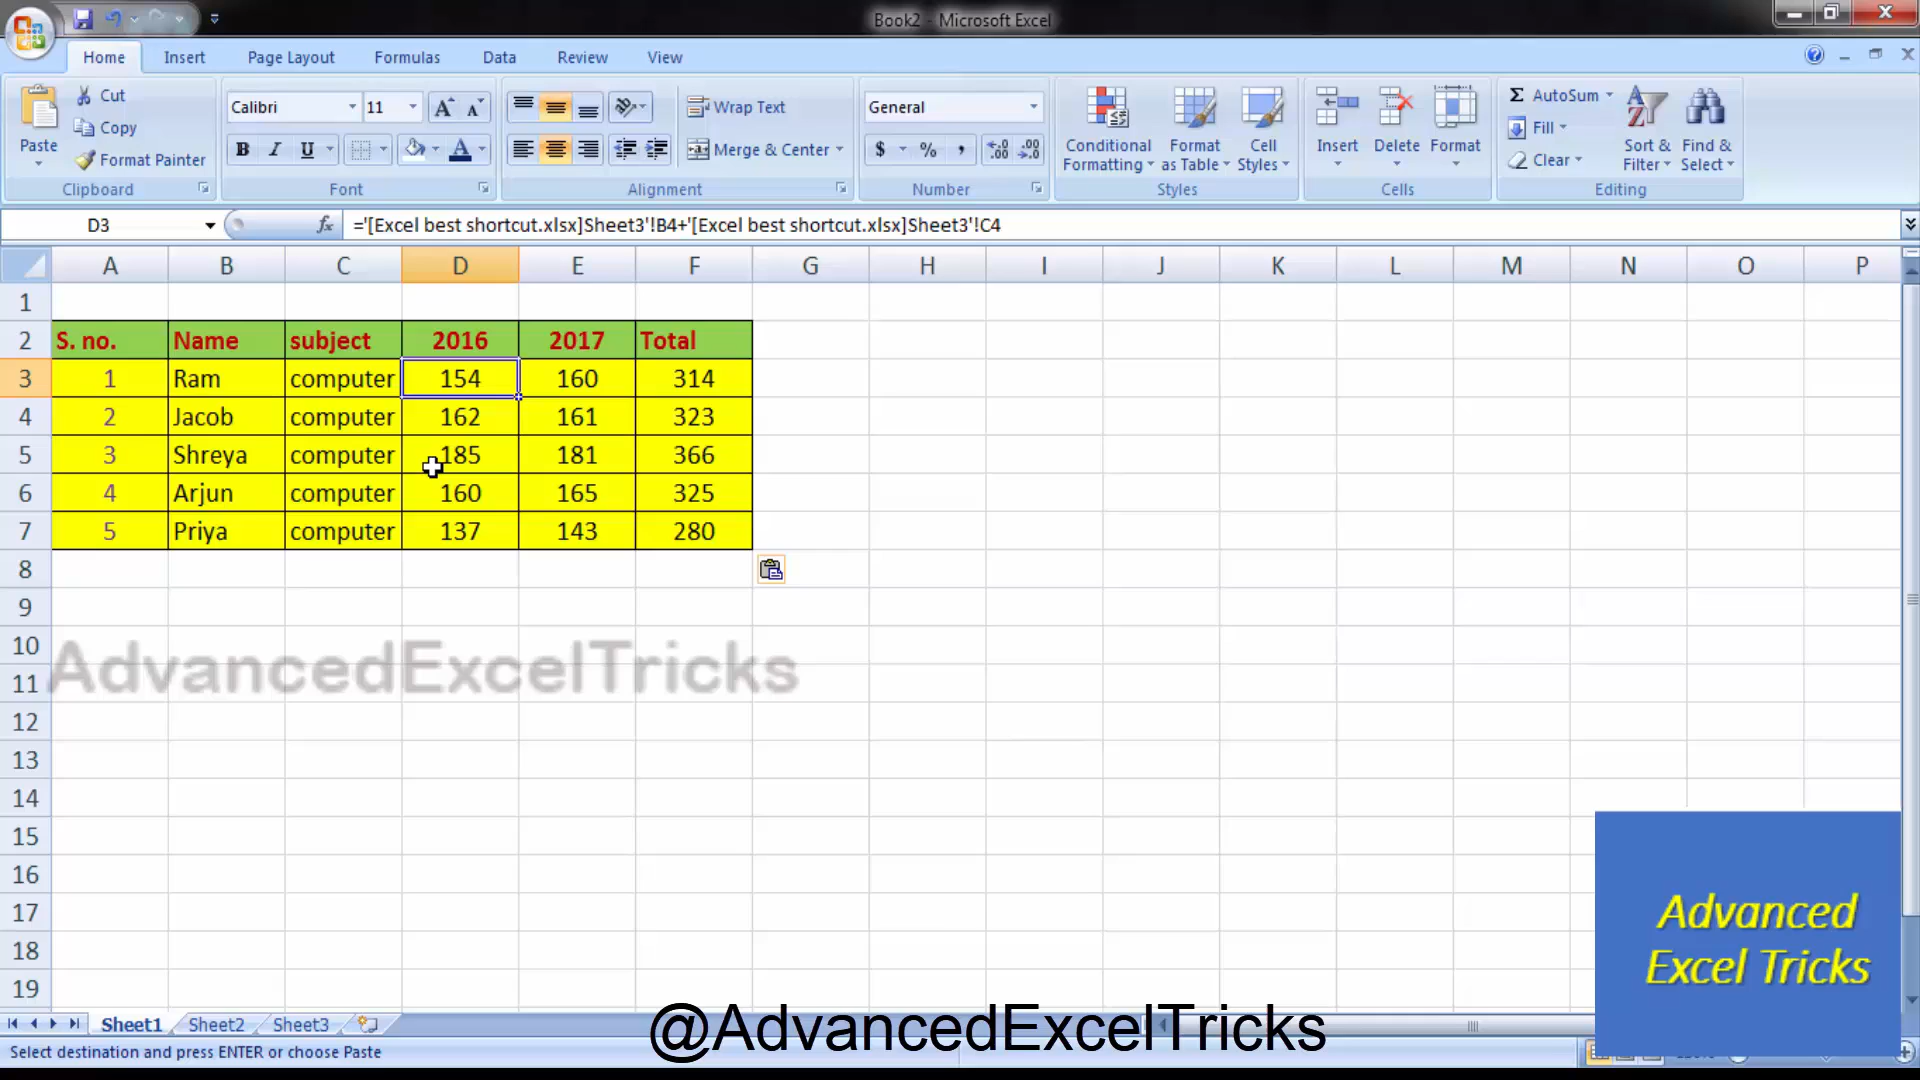 Book2 - Microsoft Excel
Home Insert Page Layout Formulas Data Review View
Paste
Cut
Copy
Format Painter
Clipboard
Calibri 11
B I U
Font
Wrap Text
Merge & Center
Alignment
General
$ % ,
Number
Conditional Formatting
Format as Table
Cell Styles
Styles
Insert Delete Format
Cells
Σ AutoSum
Fill
Clear
Sort & Filter
Find & Select
Editing
D3 fx ='[Excel best shortcut.xlsx]Sheet3'!B4+'[Excel best shortcut.xlsx]Sheet3'!C4
A B C D E F G H I J K L M N O P
1
2 S. no. Name subject 2016 2017 Total
3 1 Ram computer 154 160 314
4 2 Jacob computer 162 161 323
5 3 Shreya computer 185 181 366
6 4 Arjun computer 160 165 325
7 5 Priya computer 137 143 280
8
9
10
11
12
13
14
15
16
17
18
19
AdvancedExcelTricks
Advanced
Excel Tricks
Sheet1 Sheet2 Sheet3
@AdvancedExcelTricks
Select destination and press ENTER or choose Paste